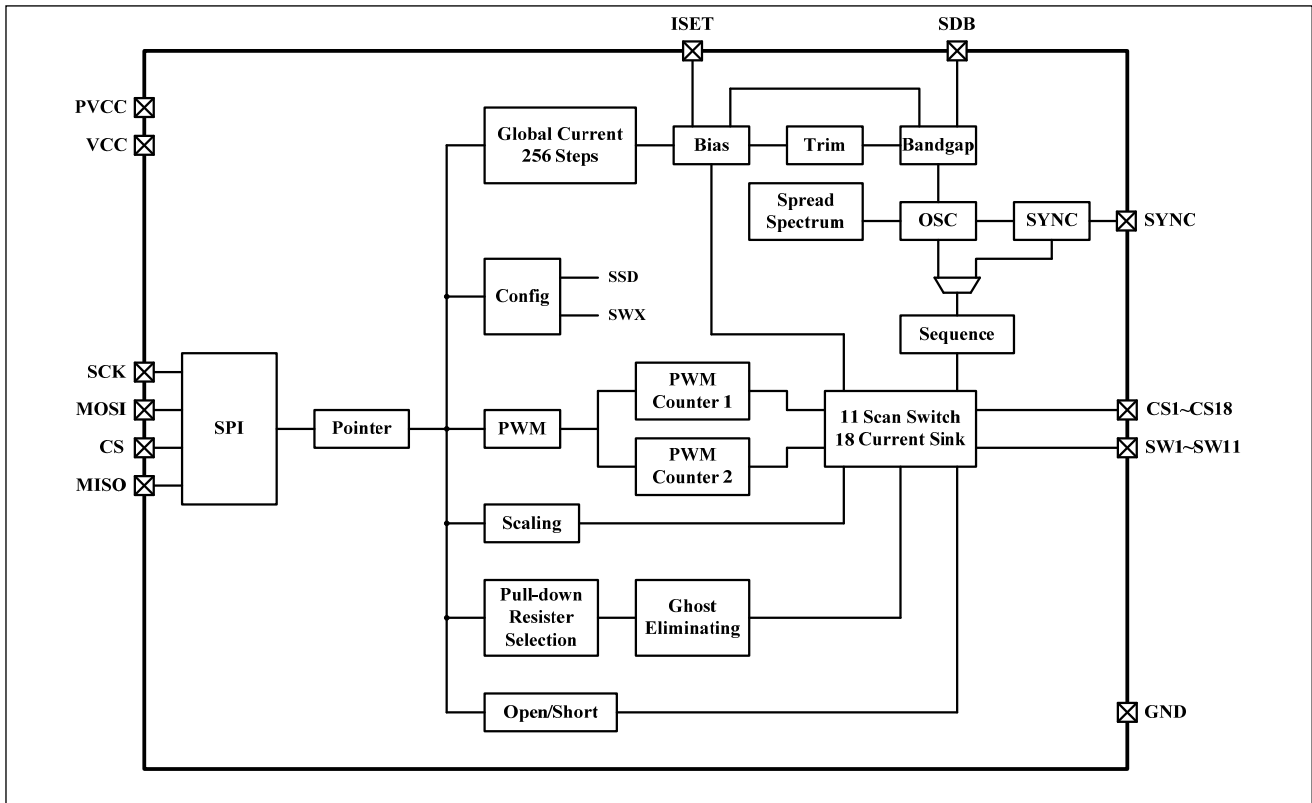 ISET
SDB
PVCC
VCC
Global Current
256 Steps
Bias
Trim
Bandgap
Spread
Spectrum
OSC
SYNC
SYNC
Config
SSD
SWX
Sequence
SCK
MOSI
CS
MISO
SPI
Pointer
PWM
PWM
Counter 1
PWM
Counter 2
11 Scan Switch
18 Current Sink
CS1~CS18
SW1~SW11
Scaling
Pull-down
Resister
Selection
Ghost
Eliminating
Open/Short
GND